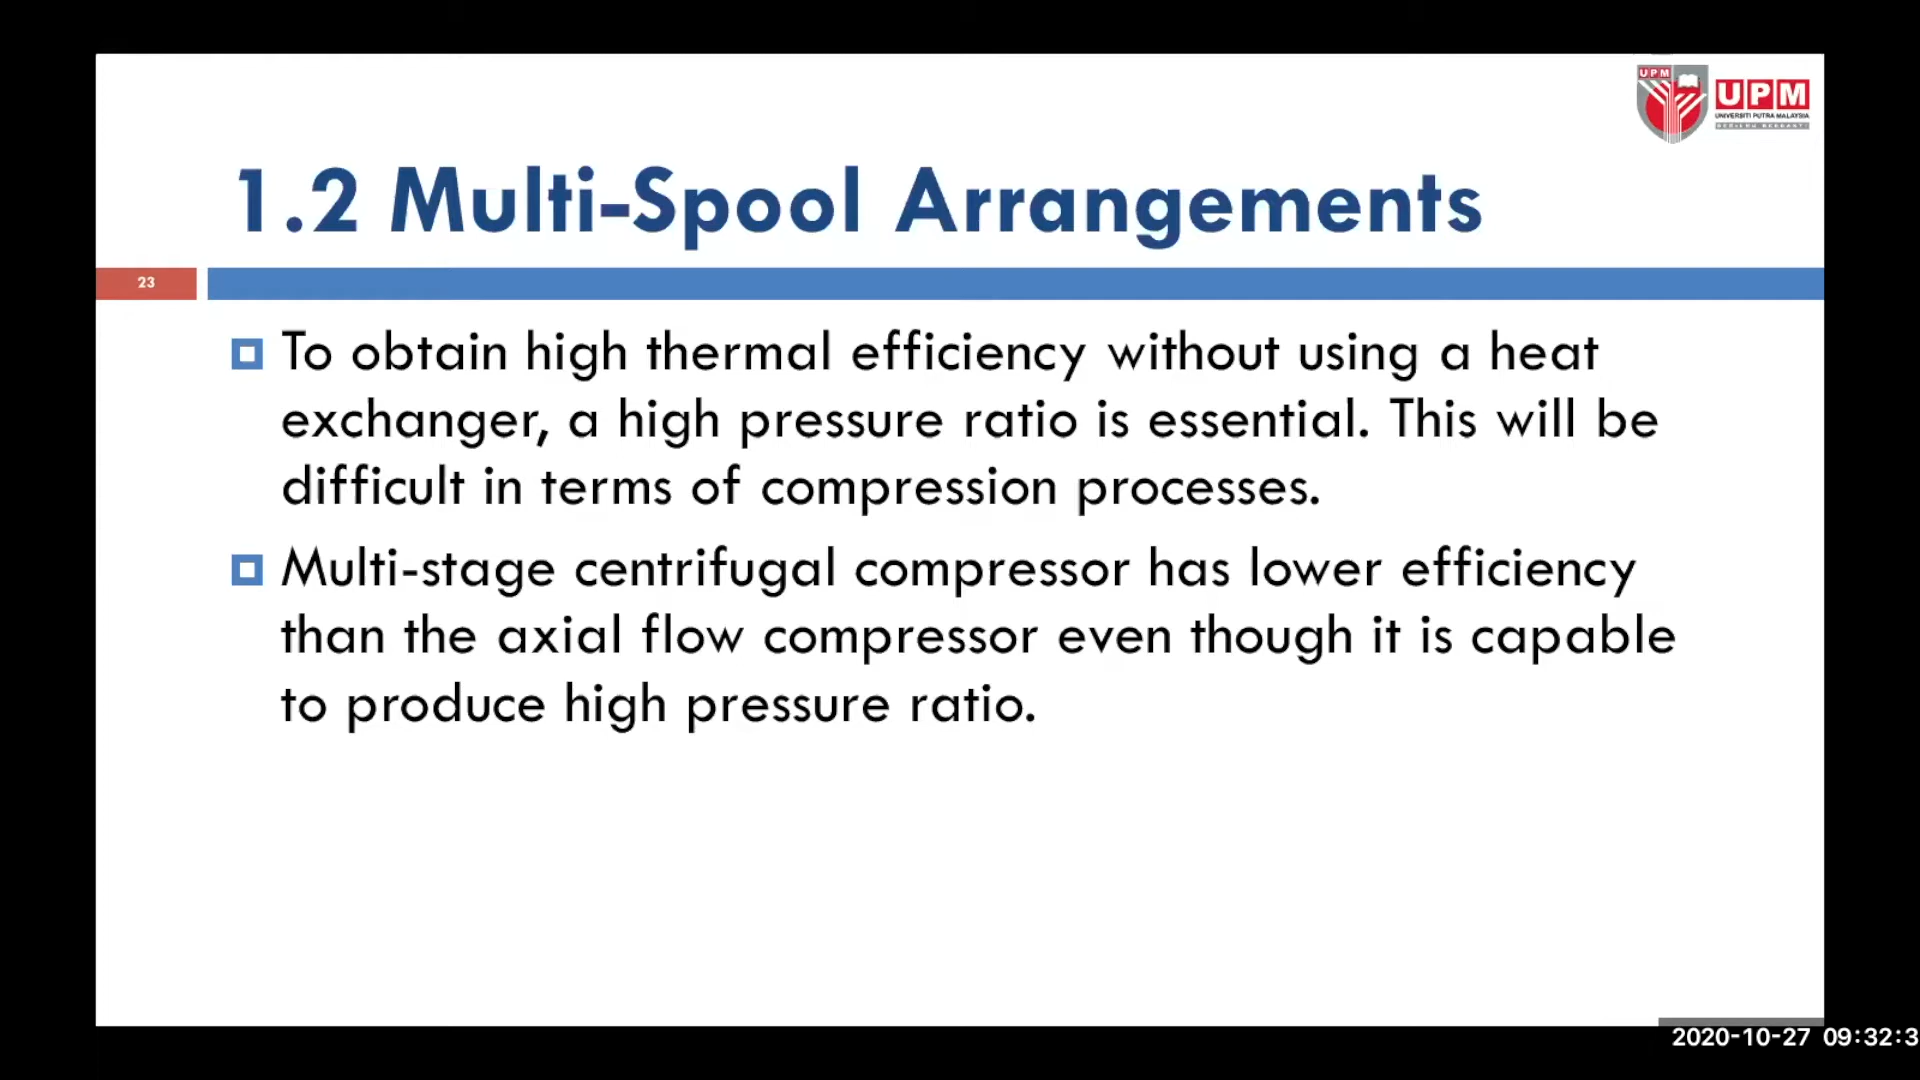 UPM
UPM
UNIVERSITI PUTRA MALAYSIA
1.2 Multi-Spool Arrangements
23
To obtain high thermal efficiency without using a heat
exchanger, a high pressure ratio is essential. This will be
difficult in terms of compression processes.
Multi-stage centrifugal compressor has lower efficiency
than the axial flow compressor even though it is capable
to produce high pressure ratio.
2020-10-27 09:32:3